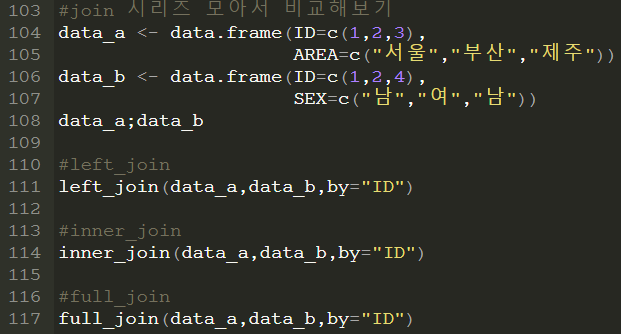 103 #join 시리즈 모아서 비교해보기
104 data_a <- data.frame(ID=c(1,2,3),
105 AREA=c("서울","부산","제주"))
106 data_b <- data.frame(ID=c(1,2,4),
107 SEX=c("남","여","남"))
108 data_a;data_b
109
110 #left_join
111 left_join(data_a,data_b,by="ID")
112
113 #inner_join
114 inner_join(data_a,data_b,by="ID")
115
116 #full_join
117 full_join(data_a,data_b,by="ID")